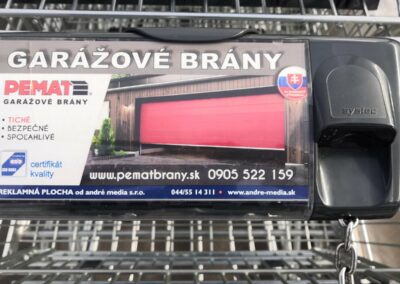 GARÁŽOVÉ BRÁNY
PEMAT
GARÁŽOVÉ BRÁNY
• TICHÉ
• BEZPEČNÉ
• SPOĽAHLIVÉ
certifikát
kvality
www.pematbrany.sk 0905 522 159
REKLAMNÁ PLOCHA od andré media s.r.o. 044/55 14 311 • www.andre-media.sk
systec